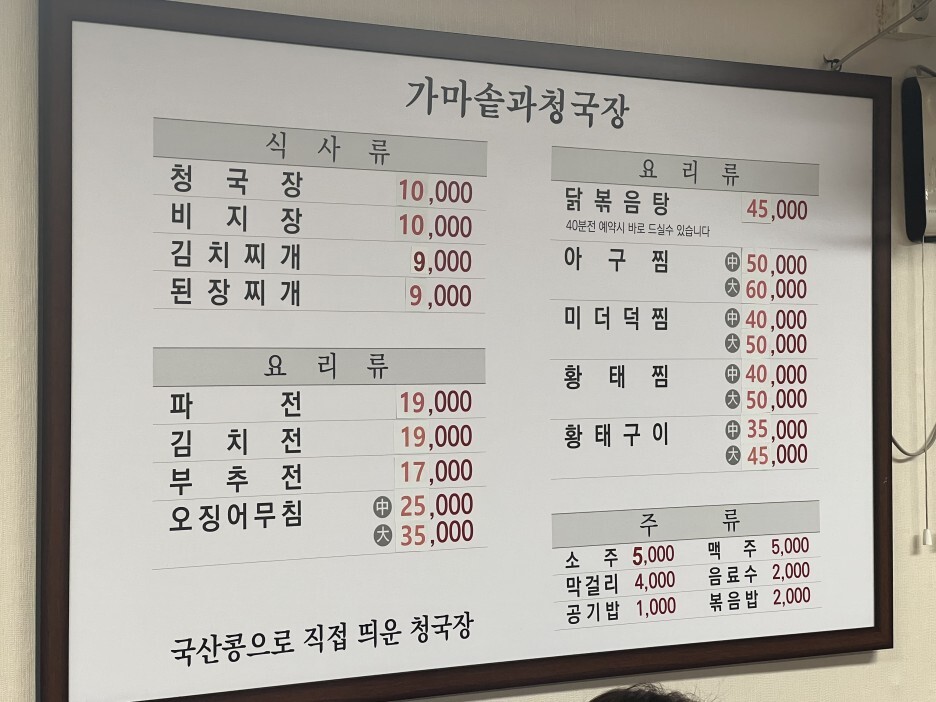 가마솥과청국장
식 사 류
청 국 장 10,000
비 지 장 10,000
김 치 찌 개 9,000
된 장 찌 개 9,000
요 리 류
파 전 19,000
김 치 전 19,000
부 추 전 17,000
오징어무침 中 25,000
大 35,000
국산콩으로 직접 띄운 청국장
요 리 류
닭 볶 음 탕 45,000
40분전 예약시 바로 드실수 있습니다
아 구 찜 中 50,000
大 60,000
미 더 덕 찜 中 40,000
大 50,000
황 태 찜 中 40,000
大 50,000
황 태 구 이 中 35,000
大 45,000
주 류
소 주 5,000 맥 주 5,000
막걸리 4,000 음료수 2,000
공기밥 1,000 볶음밥 2,000